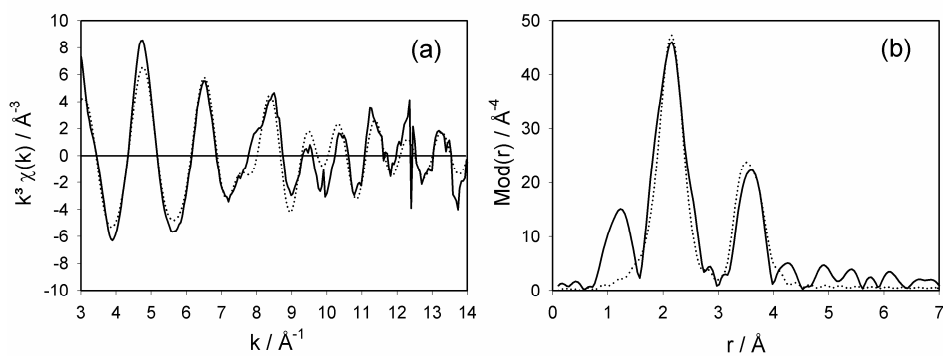 (a)
k³ χ(k) / Å⁻³
10
8
6
4
2
0
-2
-4
-6
-8
-10
3 4 5 6 7 8 9 10 11 12 13 14
k / Å⁻¹
(b)
Mod(r) / Å⁻⁴
50
40
30
20
10
0
0 1 2 3 4 5 6 7
r / Å